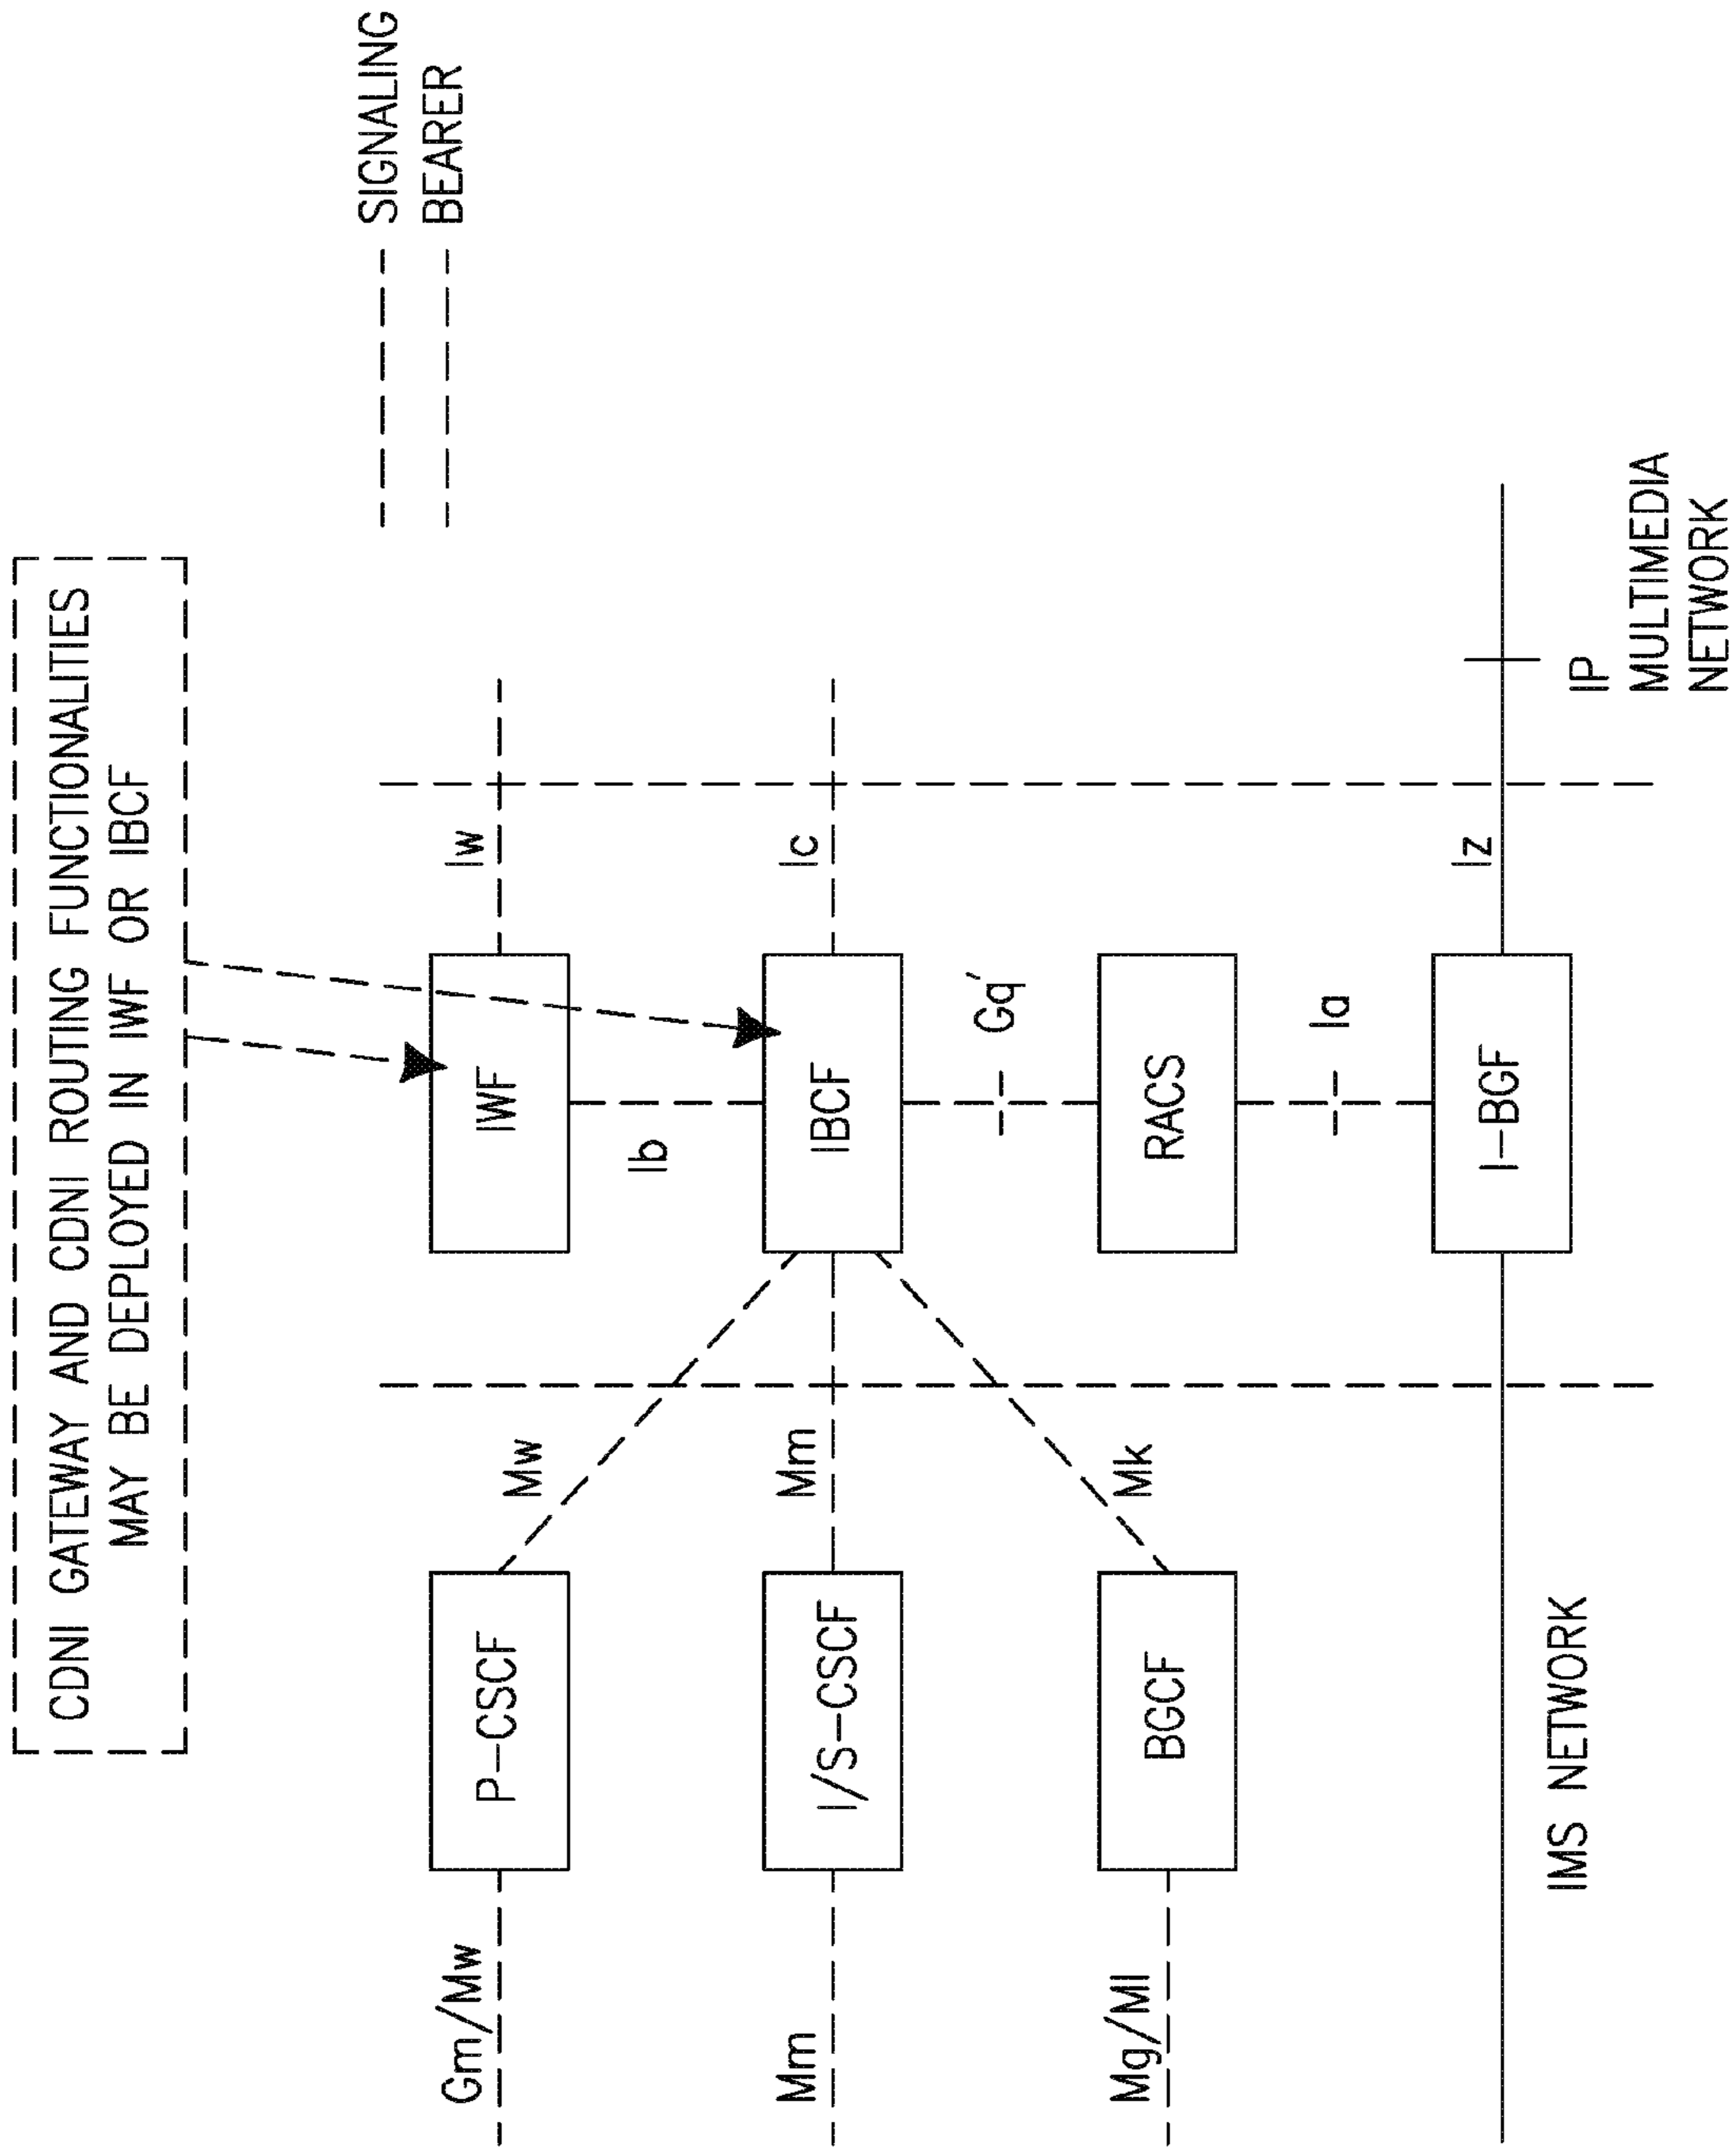 CDNI GATEWAY AND CDNI ROUTING FUNCTIONALITIES
MAY BE DEPLOYED IN IWF OR IBCF
SIGNALING
BEARER
Gm/Mw
P-CSCF
Mw
IWF
Iw
Ib
Mm
I/S-CSCF
Mm
IBCF
Ic
Gq'
Mg/MI
BGCF
Mk
RACS
Ia
I-BGF
Iz
IMS NETWORK
IP
MULTIMEDIA
NETWORK